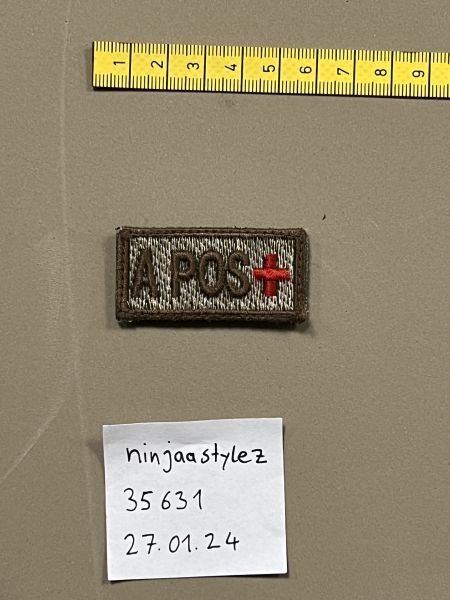 1 2 3 4 5 6 7 8 9
A POS+
ninjaastylez
35631
27.01.24